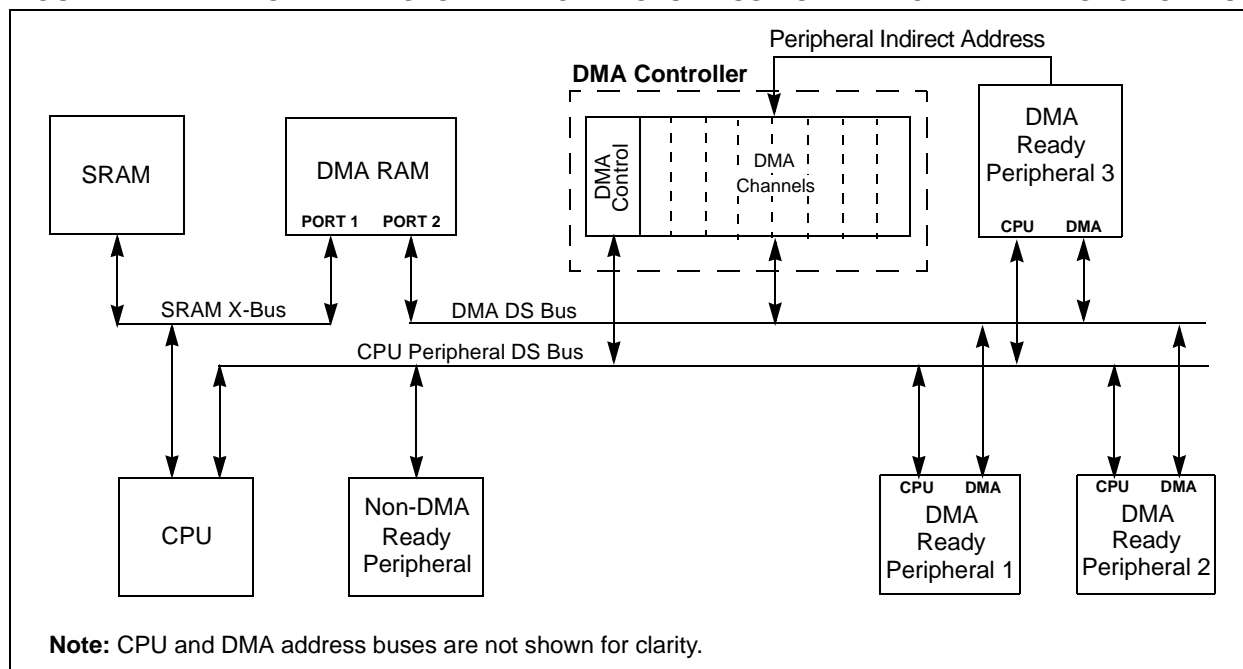 Peripheral Indirect Address
DMA Controller
SRAM
DMA RAM
PORT 1 PORT 2
DMA
Control
DMA
Channels
DMA
Ready
Peripheral 3
CPU DMA
SRAM X-Bus
DMA DS Bus
CPU Peripheral DS Bus
CPU
Non-DMA
Ready
Peripheral
CPU DMA
DMA
Ready
Peripheral 1
CPU DMA
DMA
Ready
Peripheral 2
Note: CPU and DMA address buses are not shown for clarity.